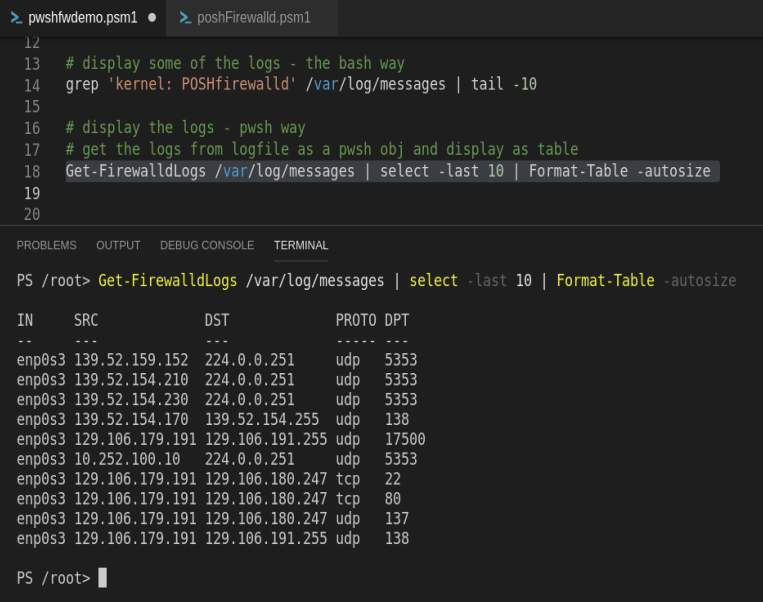 pwshfwdemo.psm1 ● poshFirewalld.psm1
12
13 # display some of the logs - the bash way
14 grep 'kernel: POSHfirewalld' /var/log/messages | tail -10
15
16 # display the logs - pwsh way
17 # get the logs from logfile as a pwsh obj and display as table
18 Get-FirewalldLogs /var/log/messages | select -last 10 | Format-Table -autosize
19
20
PROBLEMS OUTPUT DEBUG CONSOLE TERMINAL
PS /root> Get-FirewalldLogs /var/log/messages | select -last 10 | Format-Table -autosize
IN SRC DST PROTO DPT
-- --- --- ----- ---
enp0s3 139.52.159.152 224.0.0.251 udp 5353
enp0s3 139.52.154.210 224.0.0.251 udp 5353
enp0s3 139.52.154.230 224.0.0.251 udp 5353
enp0s3 139.52.154.170 139.52.154.255 udp 138
enp0s3 129.106.179.191 129.106.191.255 udp 17500
enp0s3 10.252.100.10 224.0.0.251 udp 5353
enp0s3 129.106.179.191 129.106.180.247 tcp 22
enp0s3 129.106.179.191 129.106.180.247 tcp 80
enp0s3 129.106.179.191 129.106.180.247 udp 137
enp0s3 129.106.179.191 129.106.191.255 udp 138
PS /root>